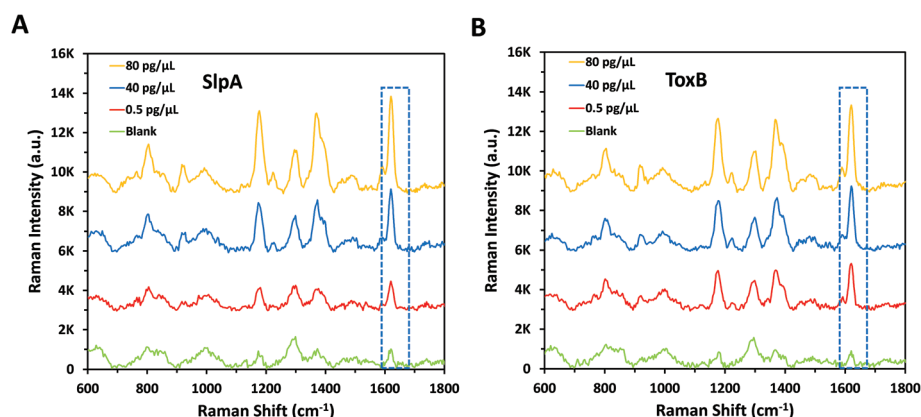 A
16K
14K
12K
10K
8K
6K
4K
2K
0
Raman Intensity (a.u.)
80 pg/µL
40 pg/µL
0.5 pg/µL
Blank
SlpA
600 800 1000 1200 1400 1600 1800
Raman Shift (cm⁻¹)
B
16K
14K
12K
10K
8K
6K
4K
2K
0
Raman Intensity (a.u.)
80 pg/µL
40 pg/µL
0.5 pg/µL
Blank
ToxB
600 800 1000 1200 1400 1600 1800
Raman Shift (cm⁻¹)